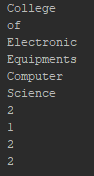 College
of
Electronic
Equipments
Computer
Science
2
1
2
2